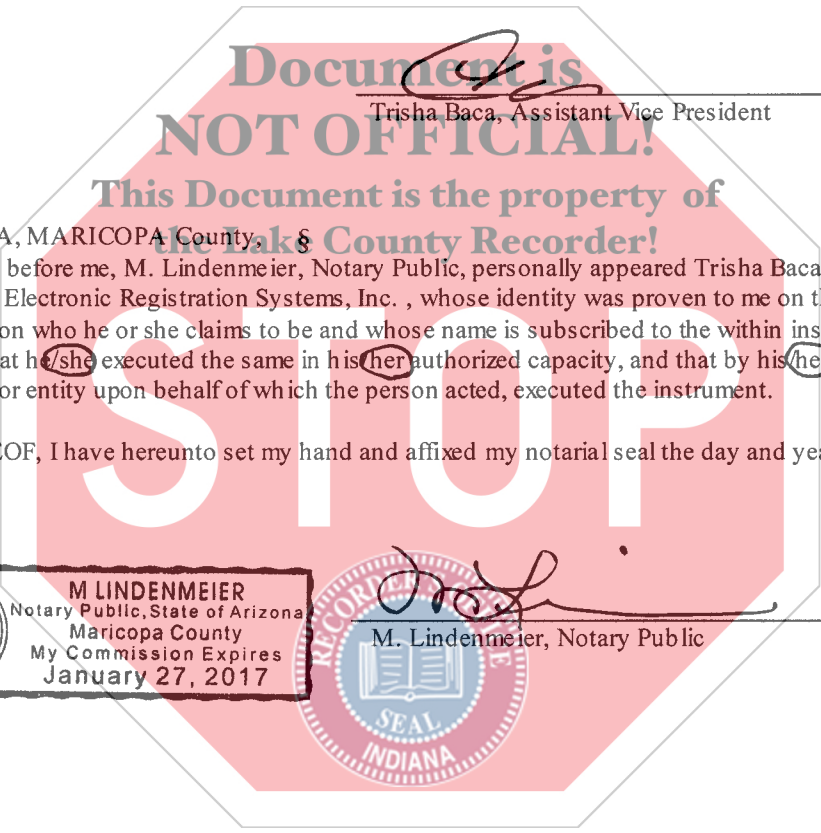 Document is
Trisha Baca, Assistant Vice President
NOT OFFICIAL!
This Document is the property of
the Lake County Recorder!
A, MARICOPA County, §
before me, M. Lindenmeier, Notary Public, personally appeared Trisha Baca
Electronic Registration Systems, Inc. , whose identity was proven to me on
on who he or she claims to be and whose name is subscribed to the within ins
at he/she executed the same in his/her authorized capacity, and that by his/he
or entity upon behalf of which the person acted, executed the instrument.
OF, I have hereunto set my hand and affixed my notarial seal the day and yea
STOP
M LINDENMEIER
Notary Public, State of Arizona
Maricopa County
My Commission Expires
January 27, 2017
M. Lindenmeier, Notary Public
SEAL
INDIANA